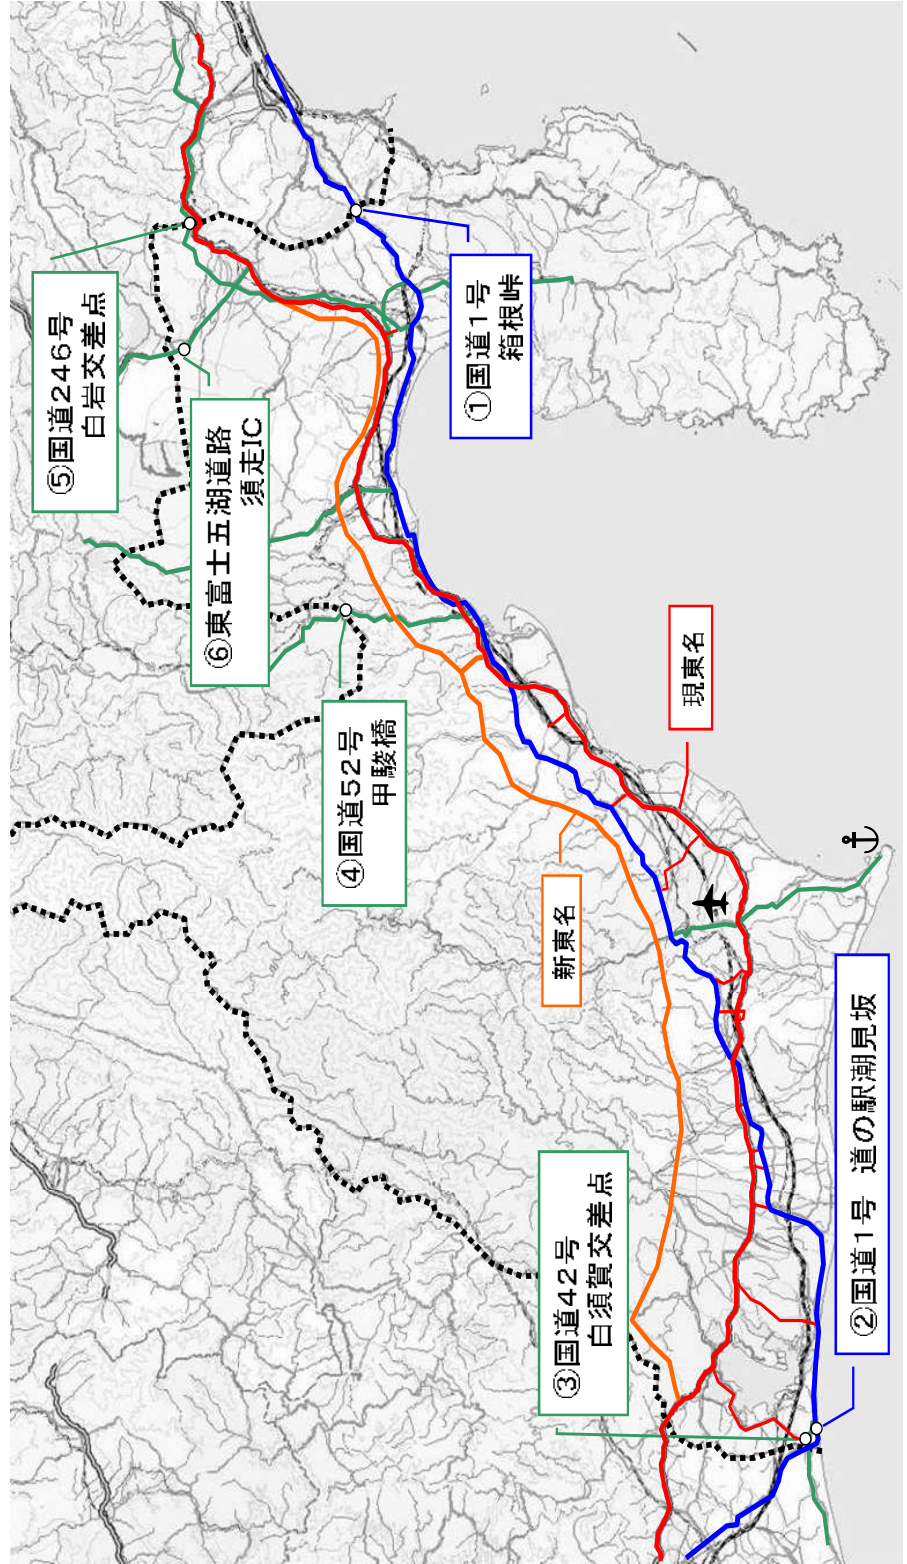 ①国道1号
箱根峠
②国道1号 道の駅潮見坂
③国道42号
白須賀交差点
④国道52号
甲駿橋
⑤国道246号
白岩交差点
⑥東富士五湖道路
須走IC
新東名
現東名